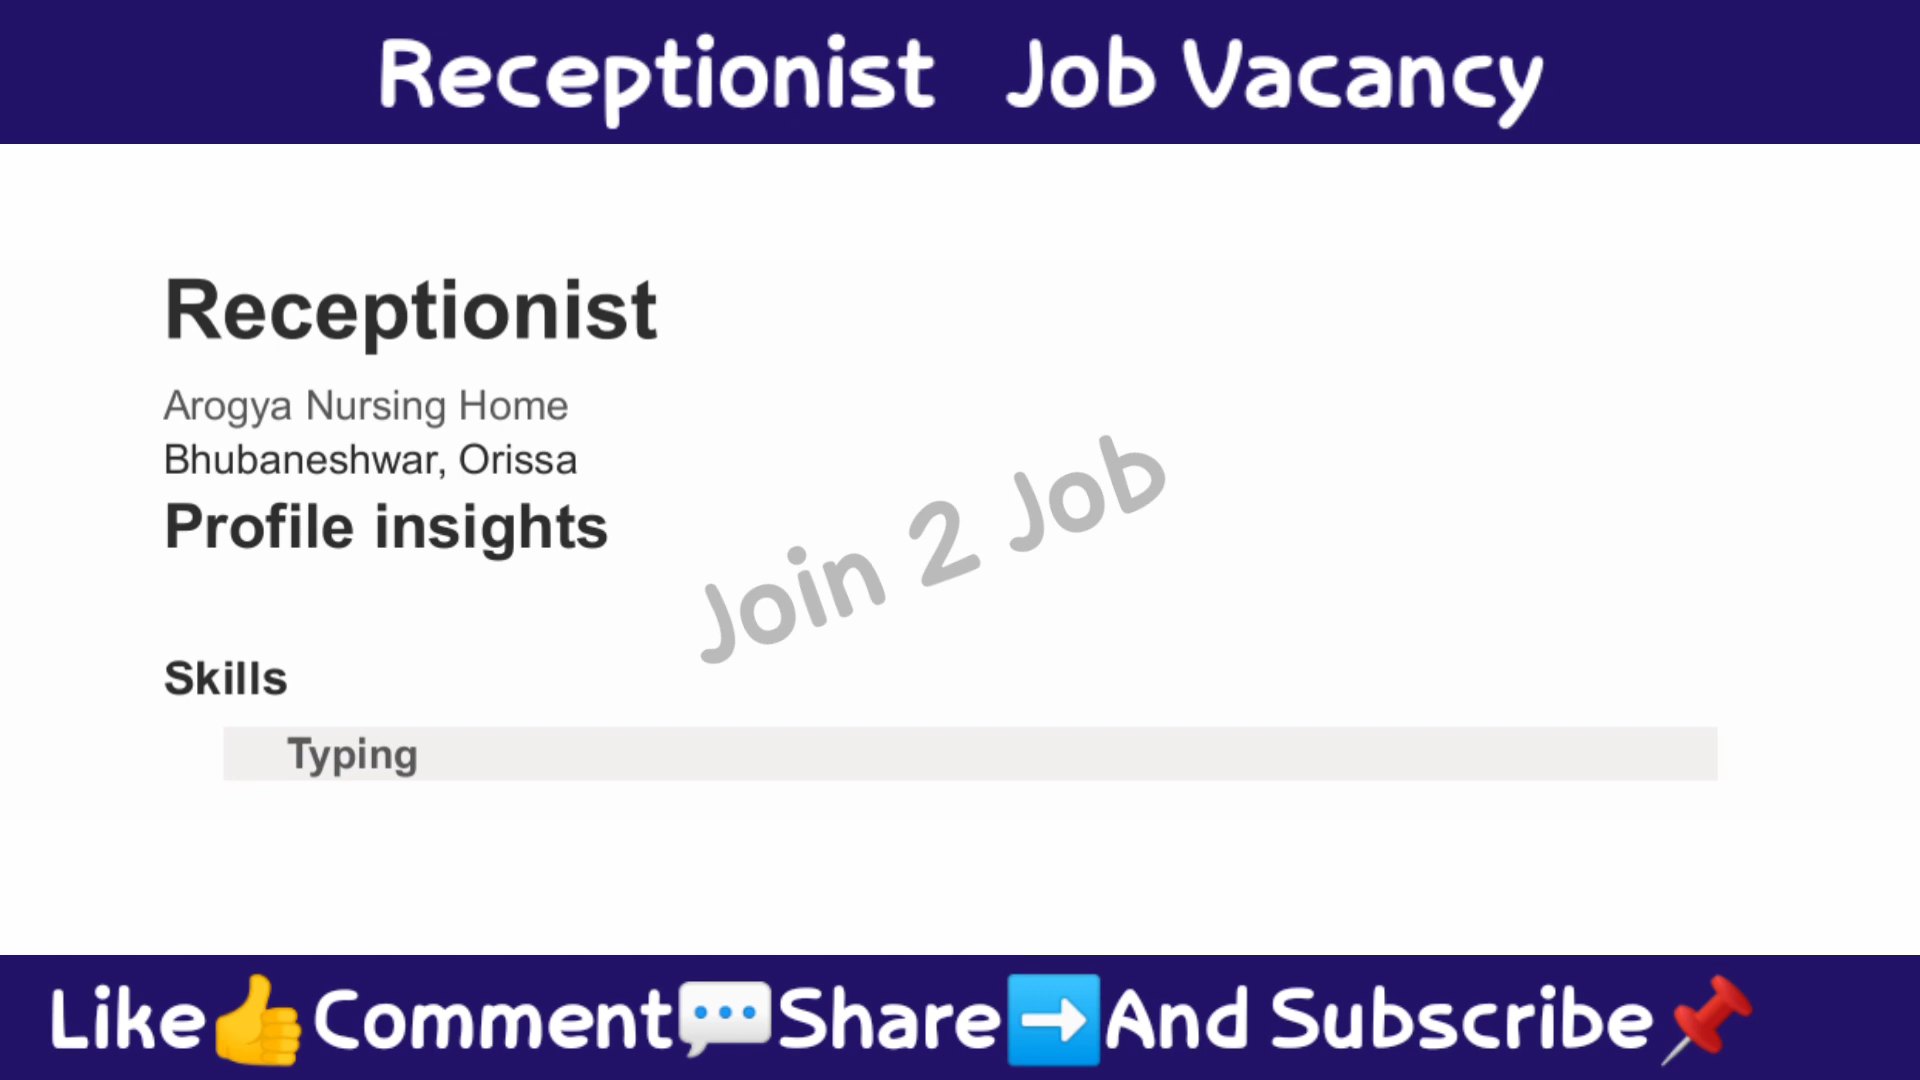 Receptionist Job Vacancy
Receptionist
Arogya Nursing Home
Bhubaneshwar, Orissa
Profile insights
Join 2 Job
Skills
Typing
Like👍Comment💬Share➡️And Subscribe📌